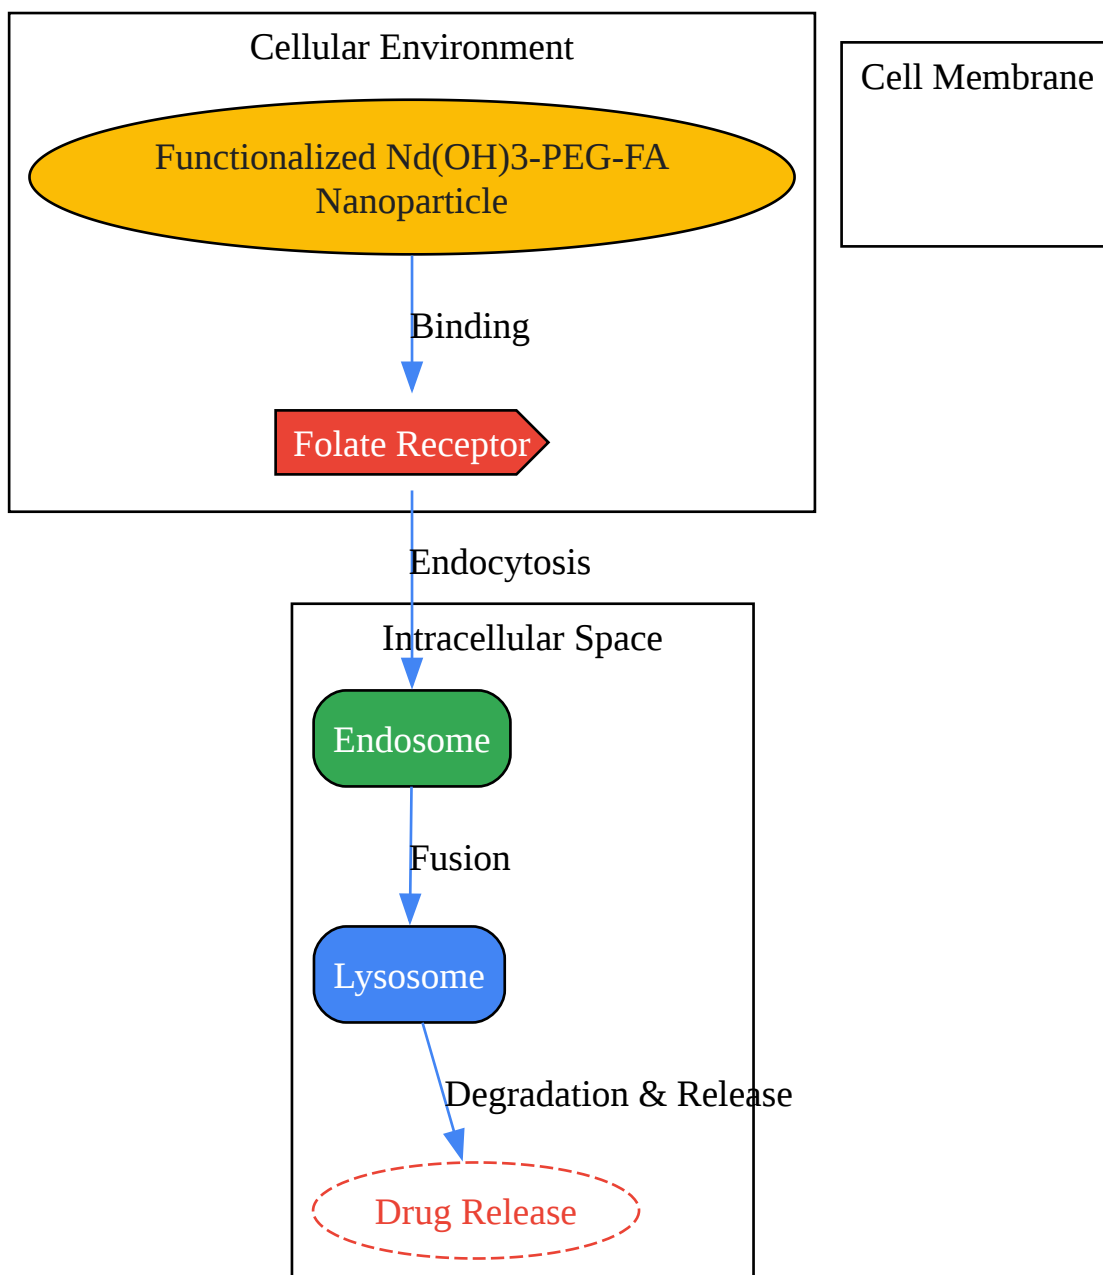 Cellular Environment
Cell Membrane
Functionalized Nd(OH)3-PEG-FA
Nanoparticle
Binding
Folate Receptor
Endocytosis
Intracellular Space
Endosome
Fusion
Lysosome
Degradation & Release
Drug Release